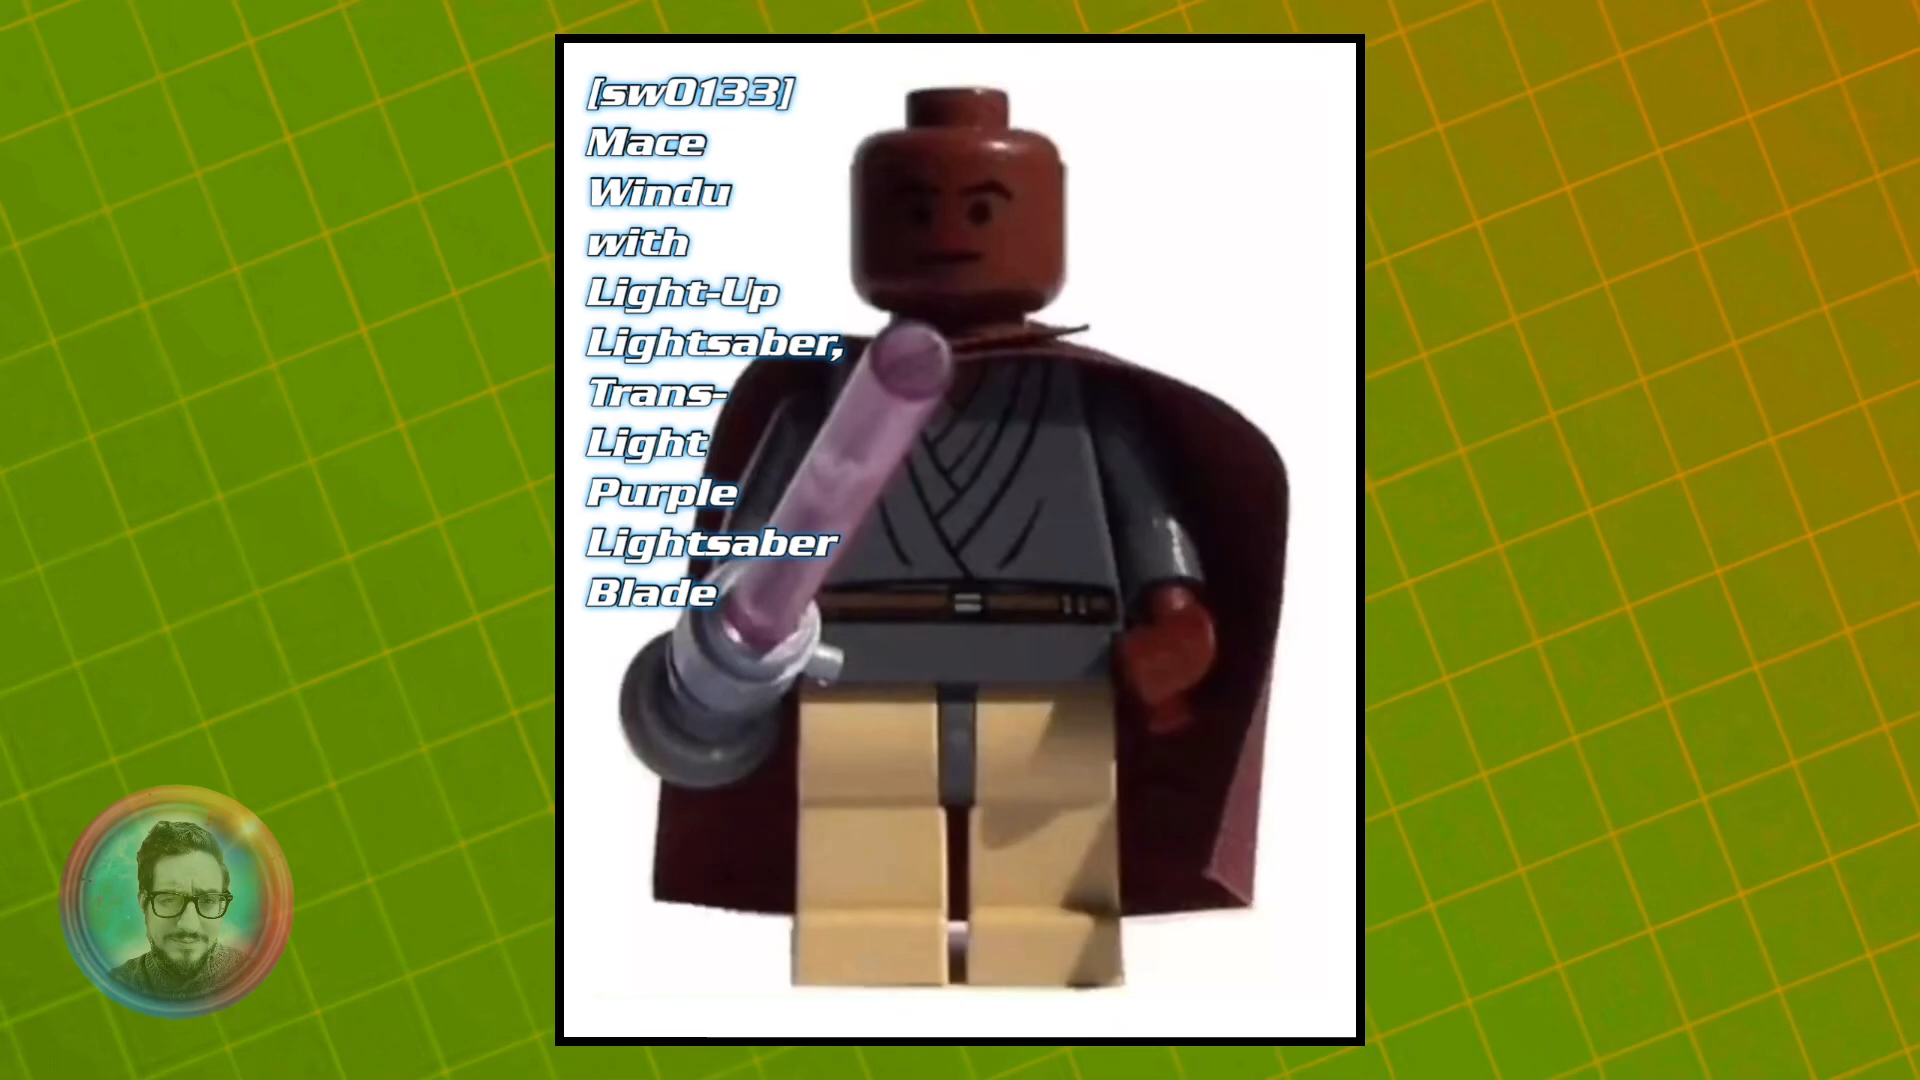 [sw0133]
Mace
Windu
with
Light-Up
Lightsaber,
Trans-
Light
Purple
Lightsaber
Blade